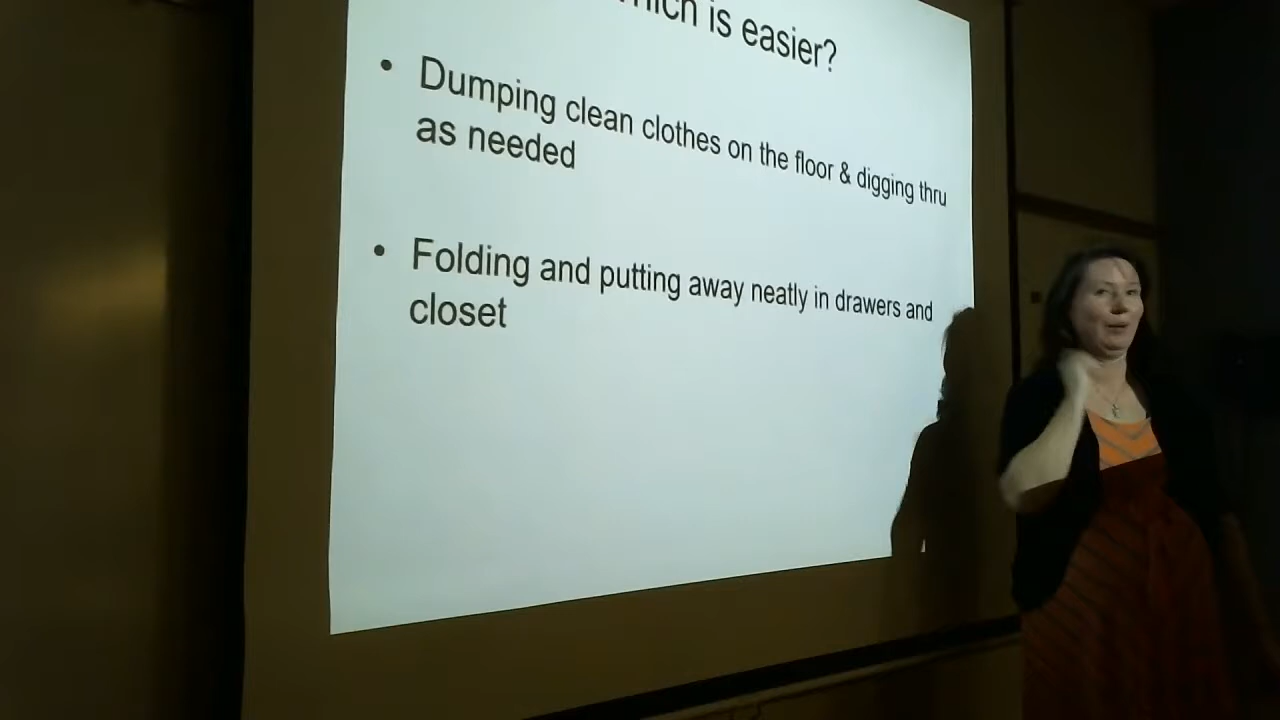 is easier?
• Dumping clean clothes on the floor & digging thru
as needed
• Folding and putting away neatly in drawers and
closet